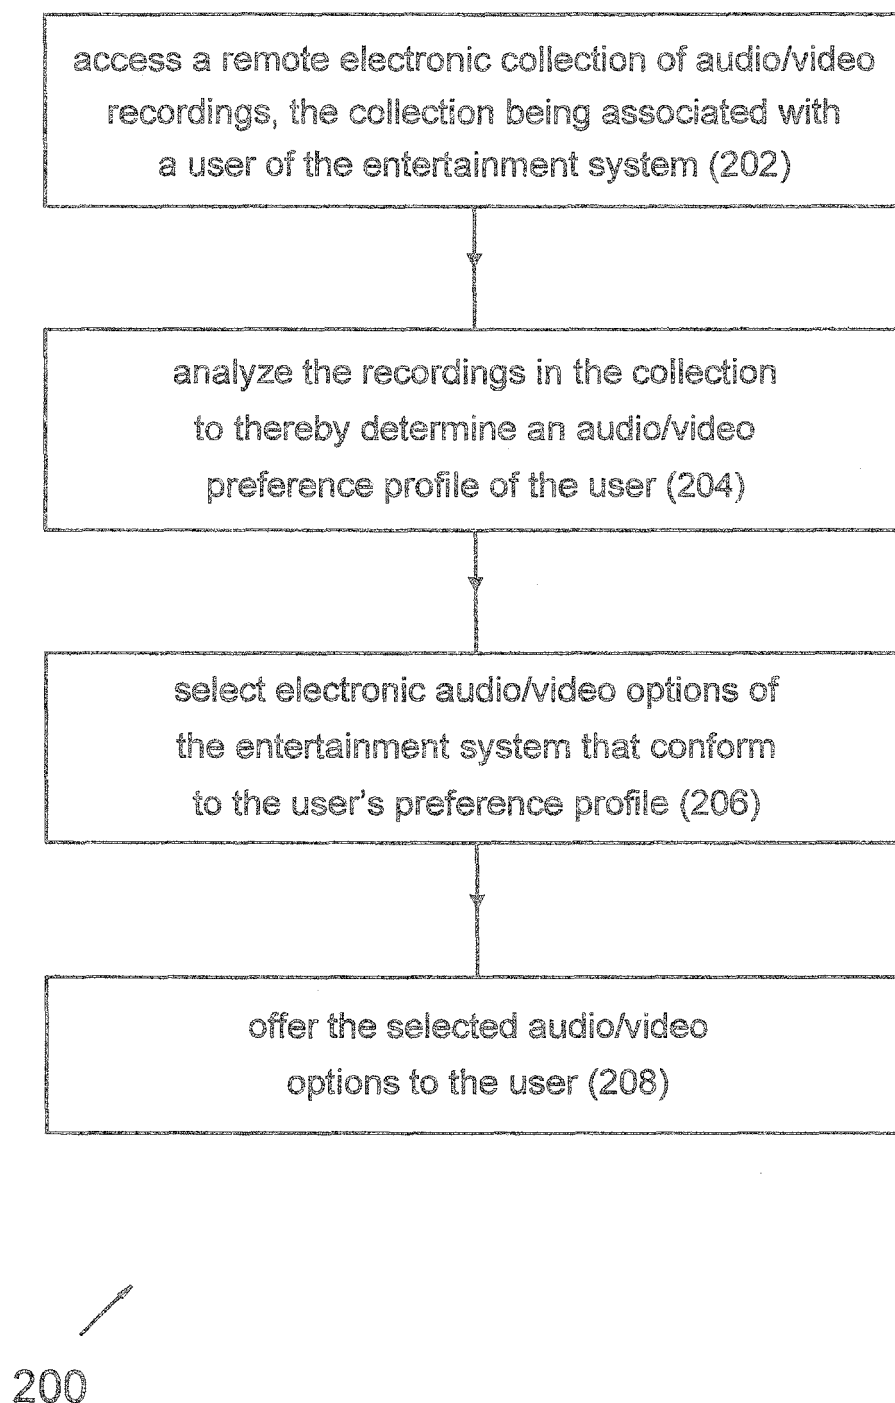 access a remote electronic collection of audio/video
recordings, the collection being associated with
a user of the entertainment system (202)
analyze the recordings in the collection
to thereby determine an audio/video
preference profile of the user (204)
select electronic audio/video options of
the entertainment system that conform
to the user's preference profile (206)
offer the selected audio/video
options to the user (208)
200